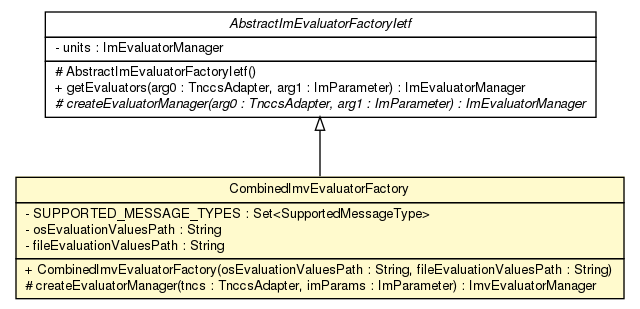 AbstractImEvaluatorFactoryIetf
- units : ImEvaluatorManager
# AbstractImEvaluatorFactoryIetf()
+ getEvaluators(arg0 : TnccsAdapter, arg1 : ImParameter) : ImEvaluatorManager
# createEvaluatorManager(arg0 : TnccsAdapter, arg1 : ImParameter) : ImEvaluatorManager
CombinedImvEvaluatorFactory
- SUPPORTED_MESSAGE_TYPES : Set<SupportedMessageType>
- osEvaluationValuesPath : String
- fileEvaluationValuesPath : String
+ CombinedImvEvaluatorFactory(osEvaluationValuesPath : String, fileEvaluationValuesPath : String)
# createEvaluatorManager(tncs : TnccsAdapter, imParams : ImParameter) : ImvEvaluatorManager